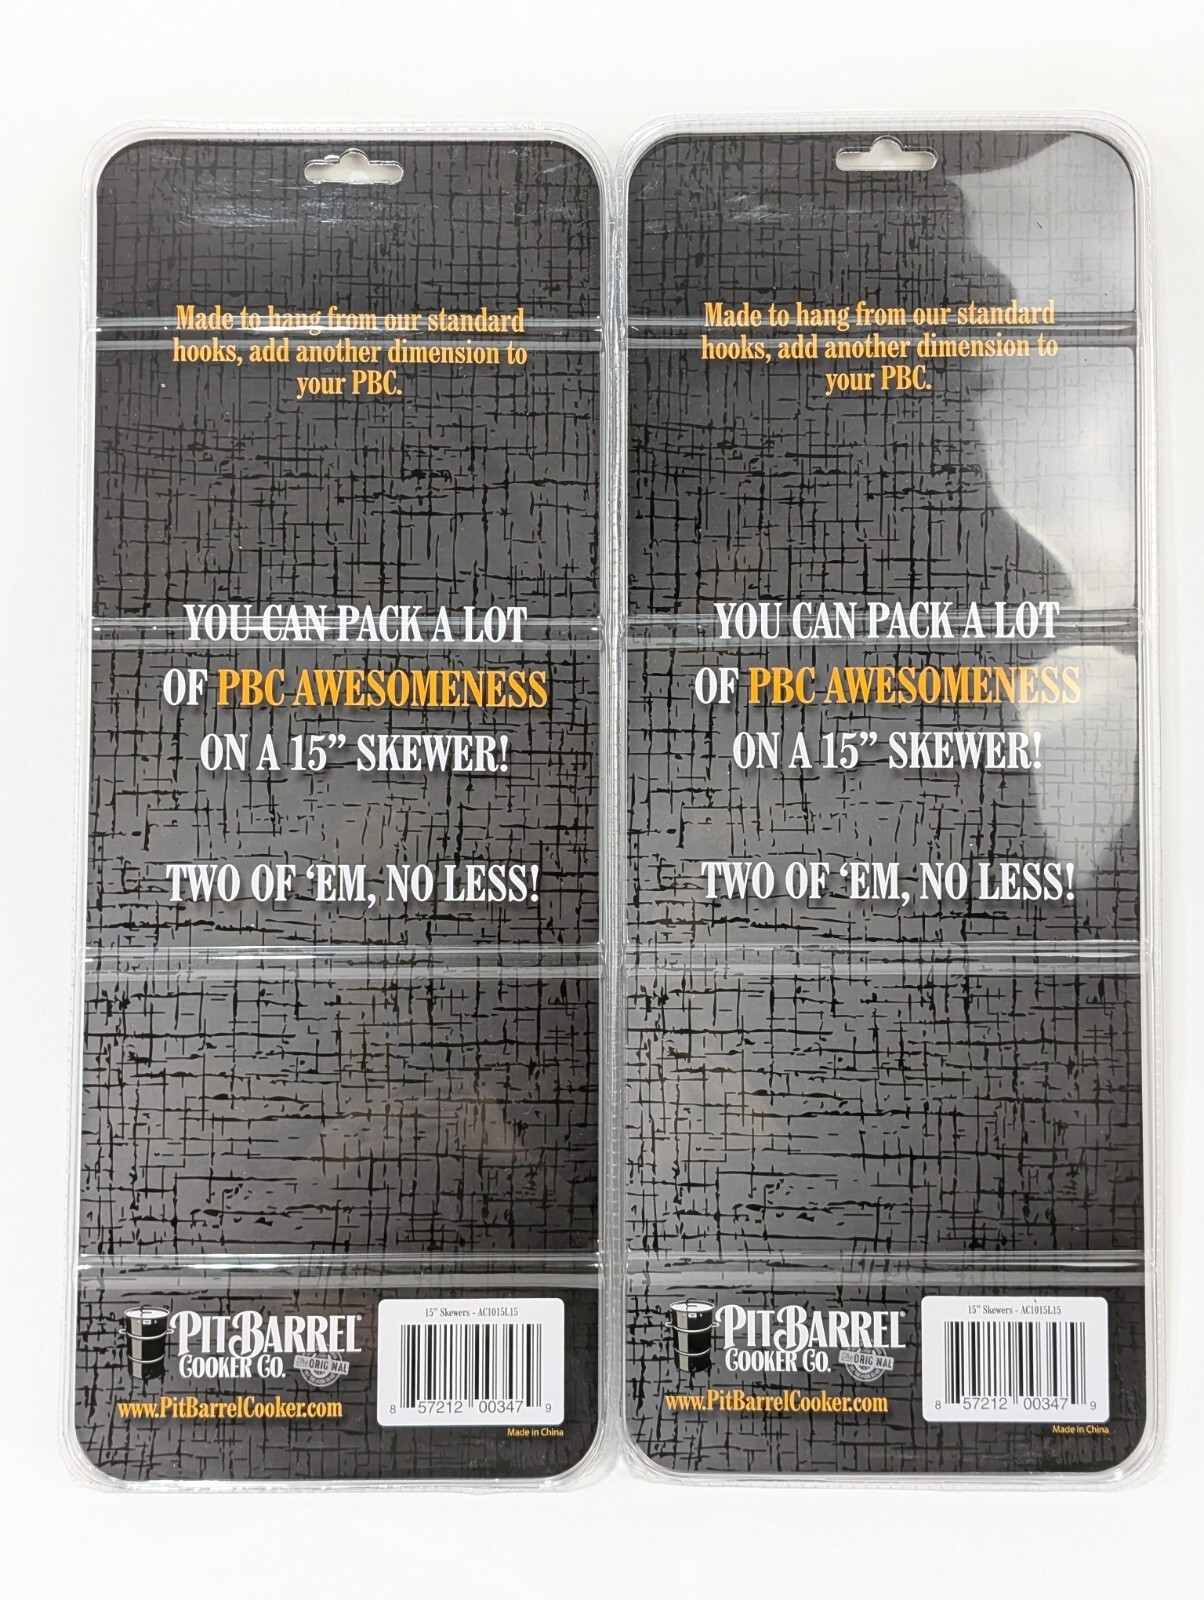 Made to hang from our standard
hooks, add another dimension to
your PBC.
YOU CAN PACK A LOT
OF PBC AWESOMENESS
ON A 15” SKEWER!
TWO OF ‘EM, NO LESS!
PIT BARREL
COOKER CO.
The ORIGINAL
www.PitBarrelCooker.com
15” Skewers - AC1015L15
8 57212 00347 9
Made in China
Made to hang from our standard
hooks, add another dimension to
your PBC.
YOU CAN PACK A LOT
OF PBC AWESOMENESS
ON A 15” SKEWER!
TWO OF ‘EM, NO LESS!
PIT BARREL
COOKER CO.
The ORIGINAL
www.PitBarrelCooker.com
15” Skewers - AC1015L15
8 57212 00347 9
Made in China